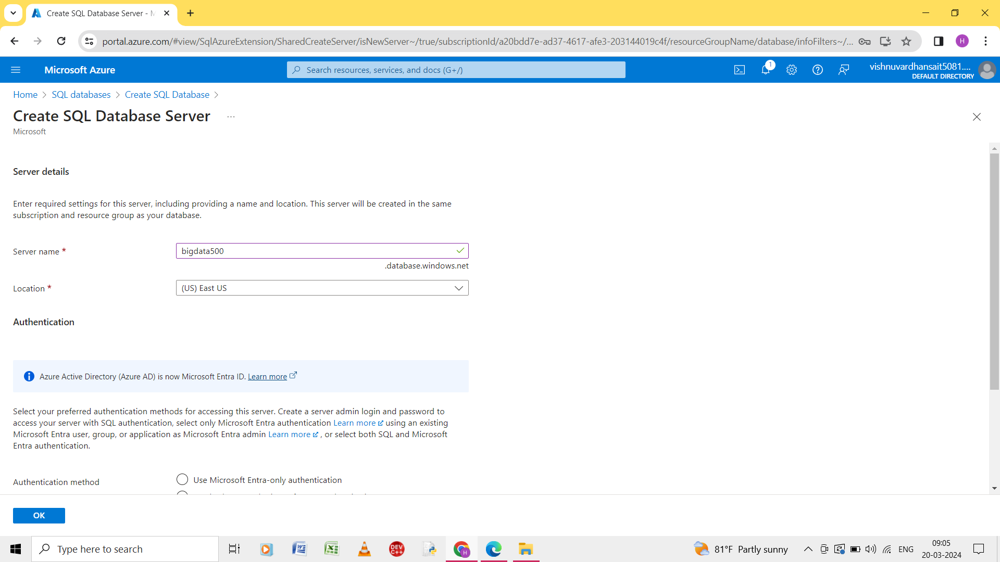 Create SQL Database Server - M
portal.azure.com/#view/SqlAzureExtension/SharedCreateServer/isNewServer~/true/subscriptionId/a20bdd7e-ad37-4617-afe3-203144019c4f/resourceGroupName/database/infoFilters~/...
H
Microsoft Azure
Search resources, services, and docs (G+/)
1
vishnuvardhansait5081....
DEFAULT DIRECTORY
Home > SQL databases > Create SQL Database >
Create SQL Database Server ...
Microsoft
Server details
Enter required settings for this server, including providing a name and location. This server will be created in the same
subscription and resource group as your database.
Server name *
bigdata500
.database.windows.net
Location *
(US) East US
Authentication
Azure Active Directory (Azure AD) is now Microsoft Entra ID. Learn more
Select your preferred authentication methods for accessing this server. Create a server admin login and password to
access your server with SQL authentication, select only Microsoft Entra authentication Learn more using an existing
Microsoft Entra user, group, or application as Microsoft Entra admin Learn more , or select both SQL and Microsoft
Entra authentication.
Authentication method
Use Microsoft Entra-only authentication
OK
Type here to search
DEV C++
H
81°F Partly sunny
ENG
09:05
20-03-2024